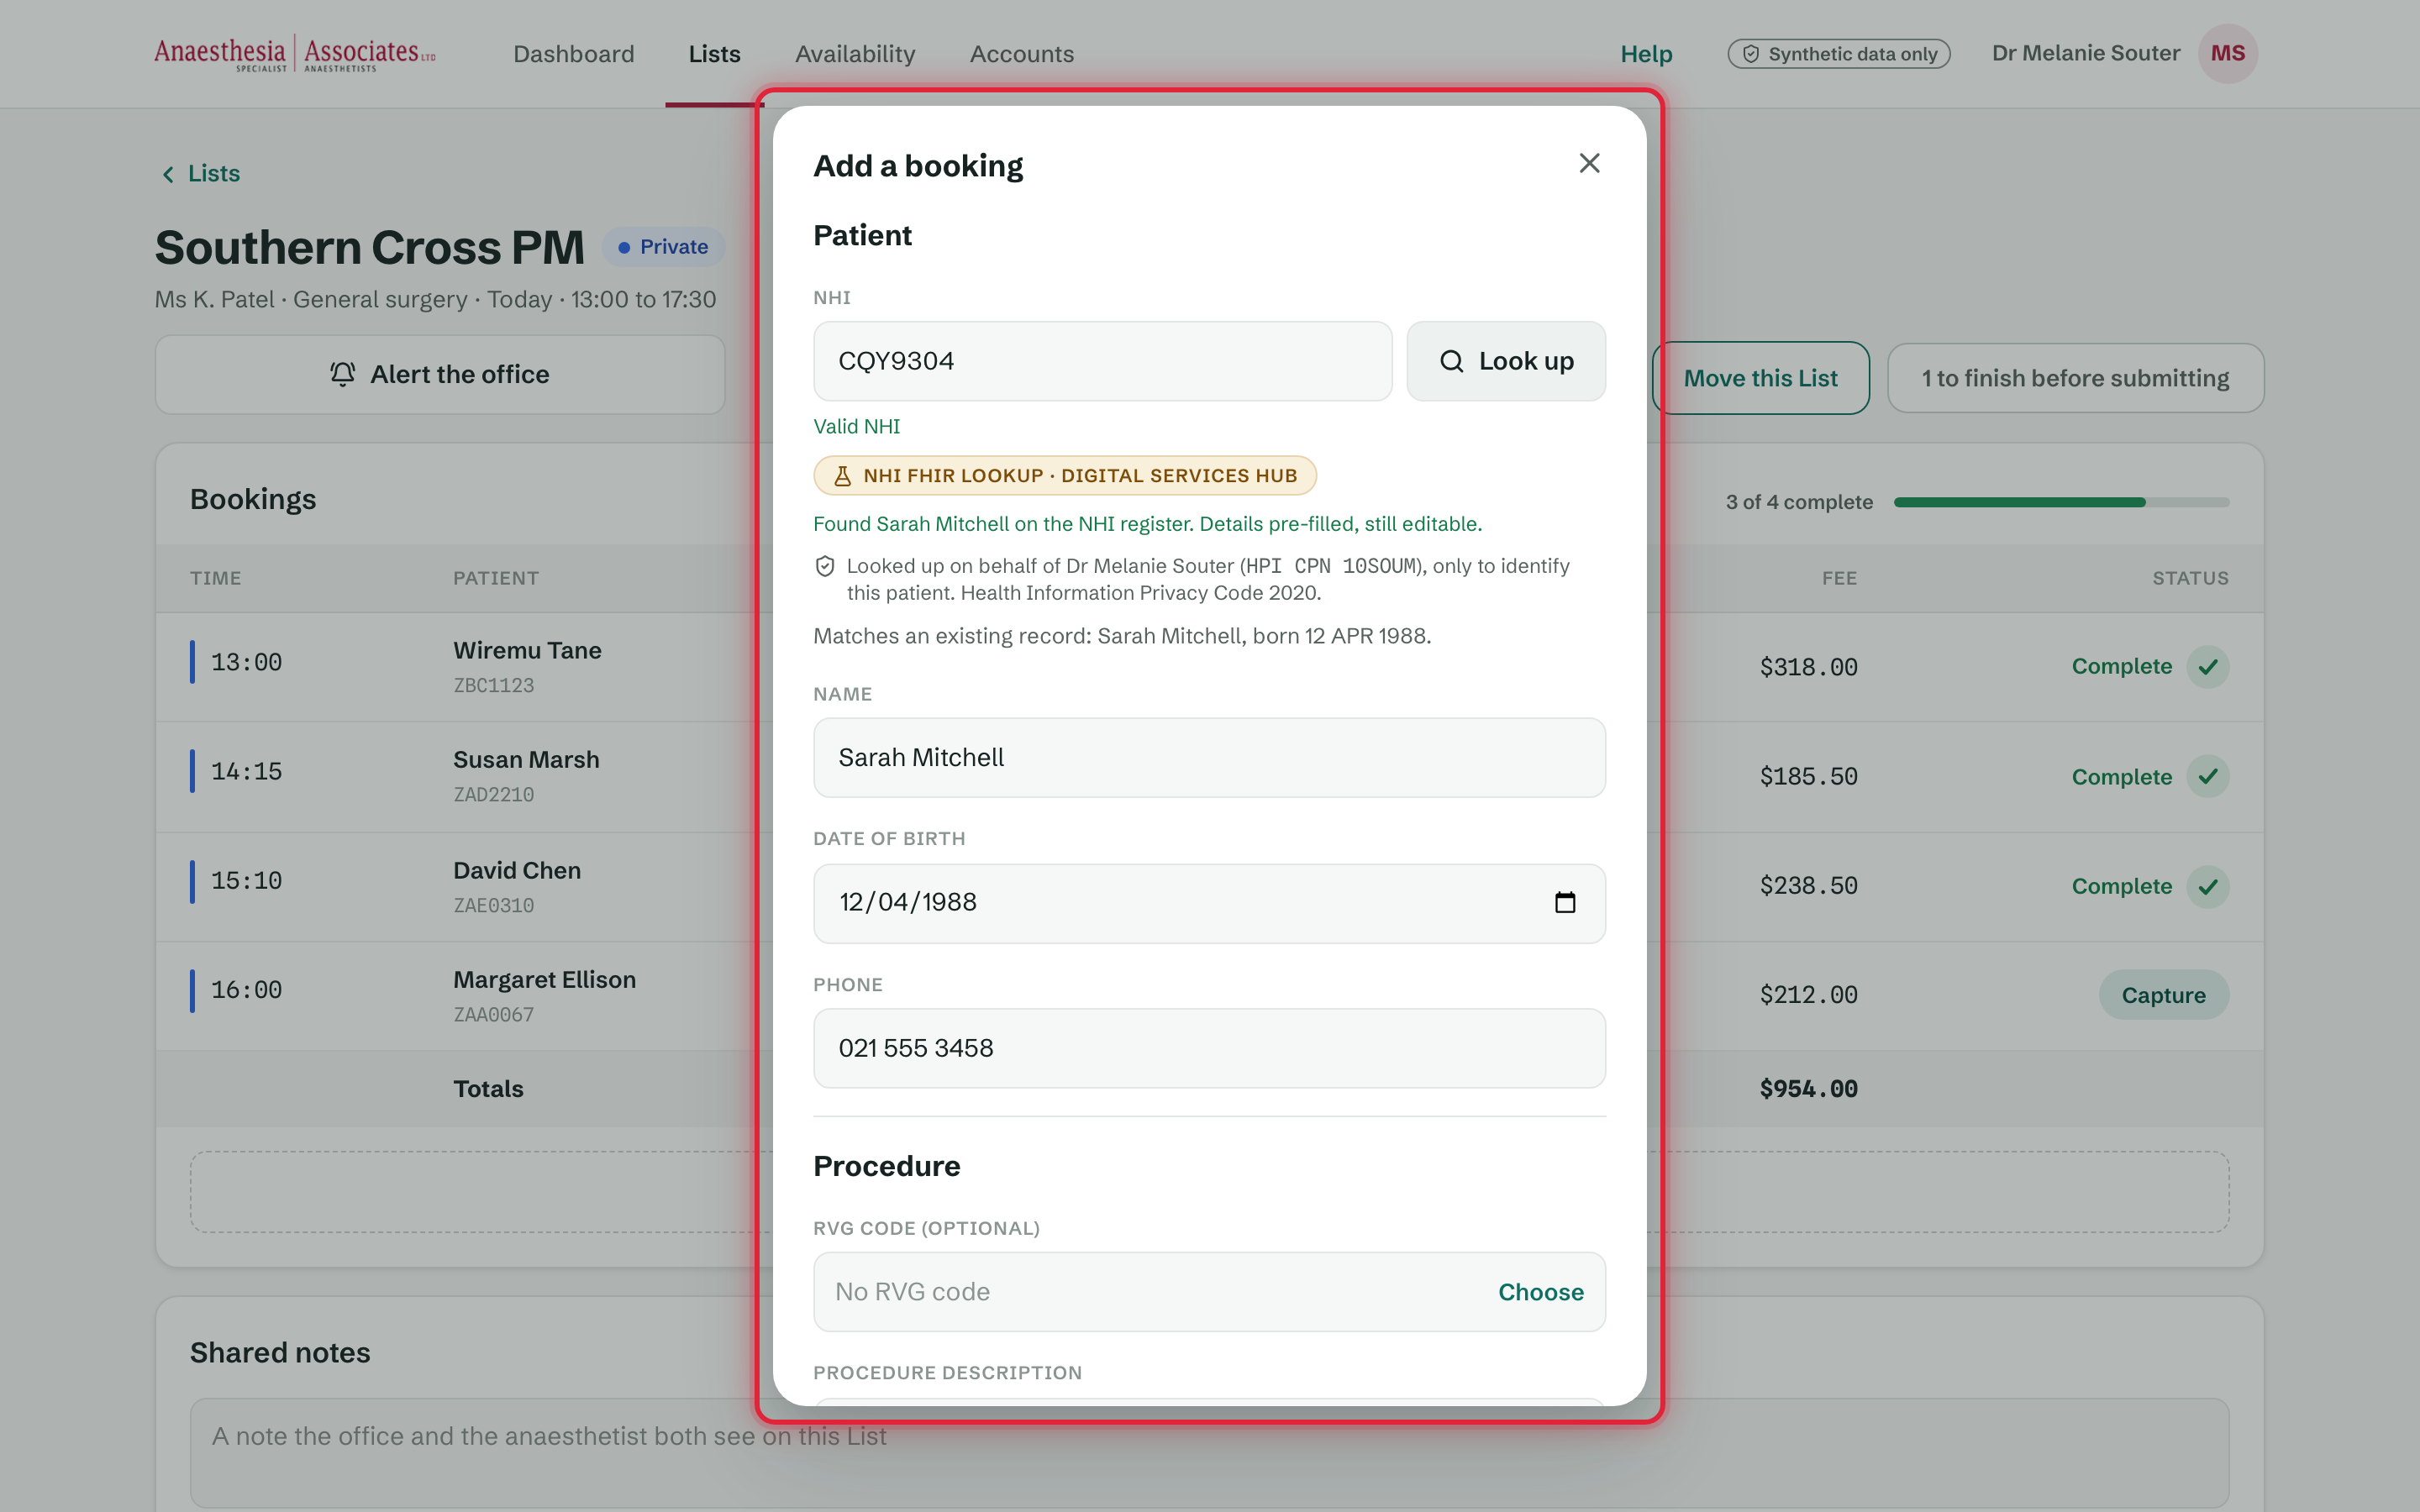 Anaesthesia | Associates LTD
SPECIALIST ANAESTHETISTS
Dashboard
Lists
Availability
Accounts
Help
Synthetic data only
Dr Melanie Souter
MS
Lists
Southern Cross PM
Private
Ms K. Patel · General surgery · Today · 13:00 to 17:30
Alert the office
Move this List
1 to finish before submitting
Bookings
3 of 4 complete
TIME
PATIENT
FEE
STATUS
13:00
Wiremu Tane
ZBC1123
$318.00
Complete
14:15
Susan Marsh
ZAD2210
$185.50
Complete
15:10
David Chen
ZAE0310
$238.50
Complete
16:00
Margaret Ellison
ZAA0067
$212.00
Capture
Totals
$954.00
Shared notes
A note the office and the anaesthetist both see on this List
Add a booking
Patient
NHI
CQY9304
Look up
Valid NHI
NHI FHIR LOOKUP · DIGITAL SERVICES HUB
Found Sarah Mitchell on the NHI register. Details pre-filled, still editable.
Looked up on behalf of Dr Melanie Souter (HPI CPN 10SOUM), only to identify
this patient. Health Information Privacy Code 2020.
Matches an existing record: Sarah Mitchell, born 12 APR 1988.
NAME
Sarah Mitchell
DATE OF BIRTH
12/04/1988
PHONE
021 555 3458
Procedure
RVG CODE (OPTIONAL)
No RVG code
Choose
PROCEDURE DESCRIPTION